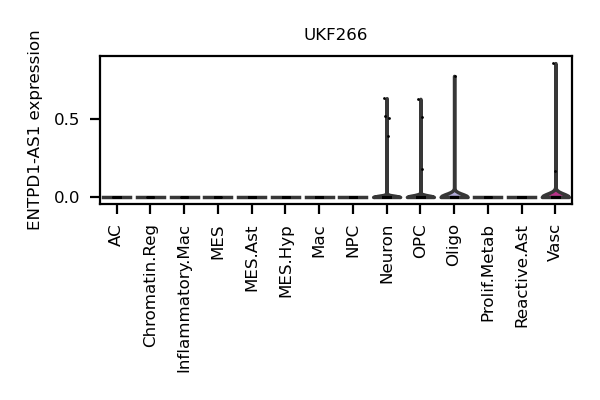 UKF266
ENTPD1-AS1 expression
0.5
0.0
AC
Chromatin.Reg
Inflammatory.Mac
MES
MES.Ast
MES.Hyp
Mac
NPC
Neuron
OPC
Oligo
Prolif.Metab
Reactive.Ast
Vasc